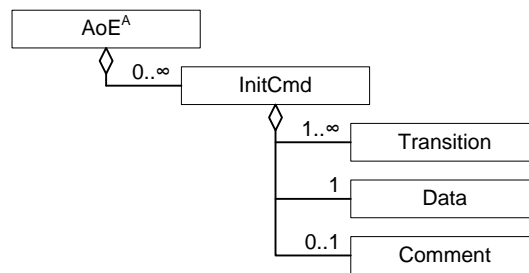 AoE^A
0..∞
InitCmd
1..∞
Transition
1
Data
0..1
Comment